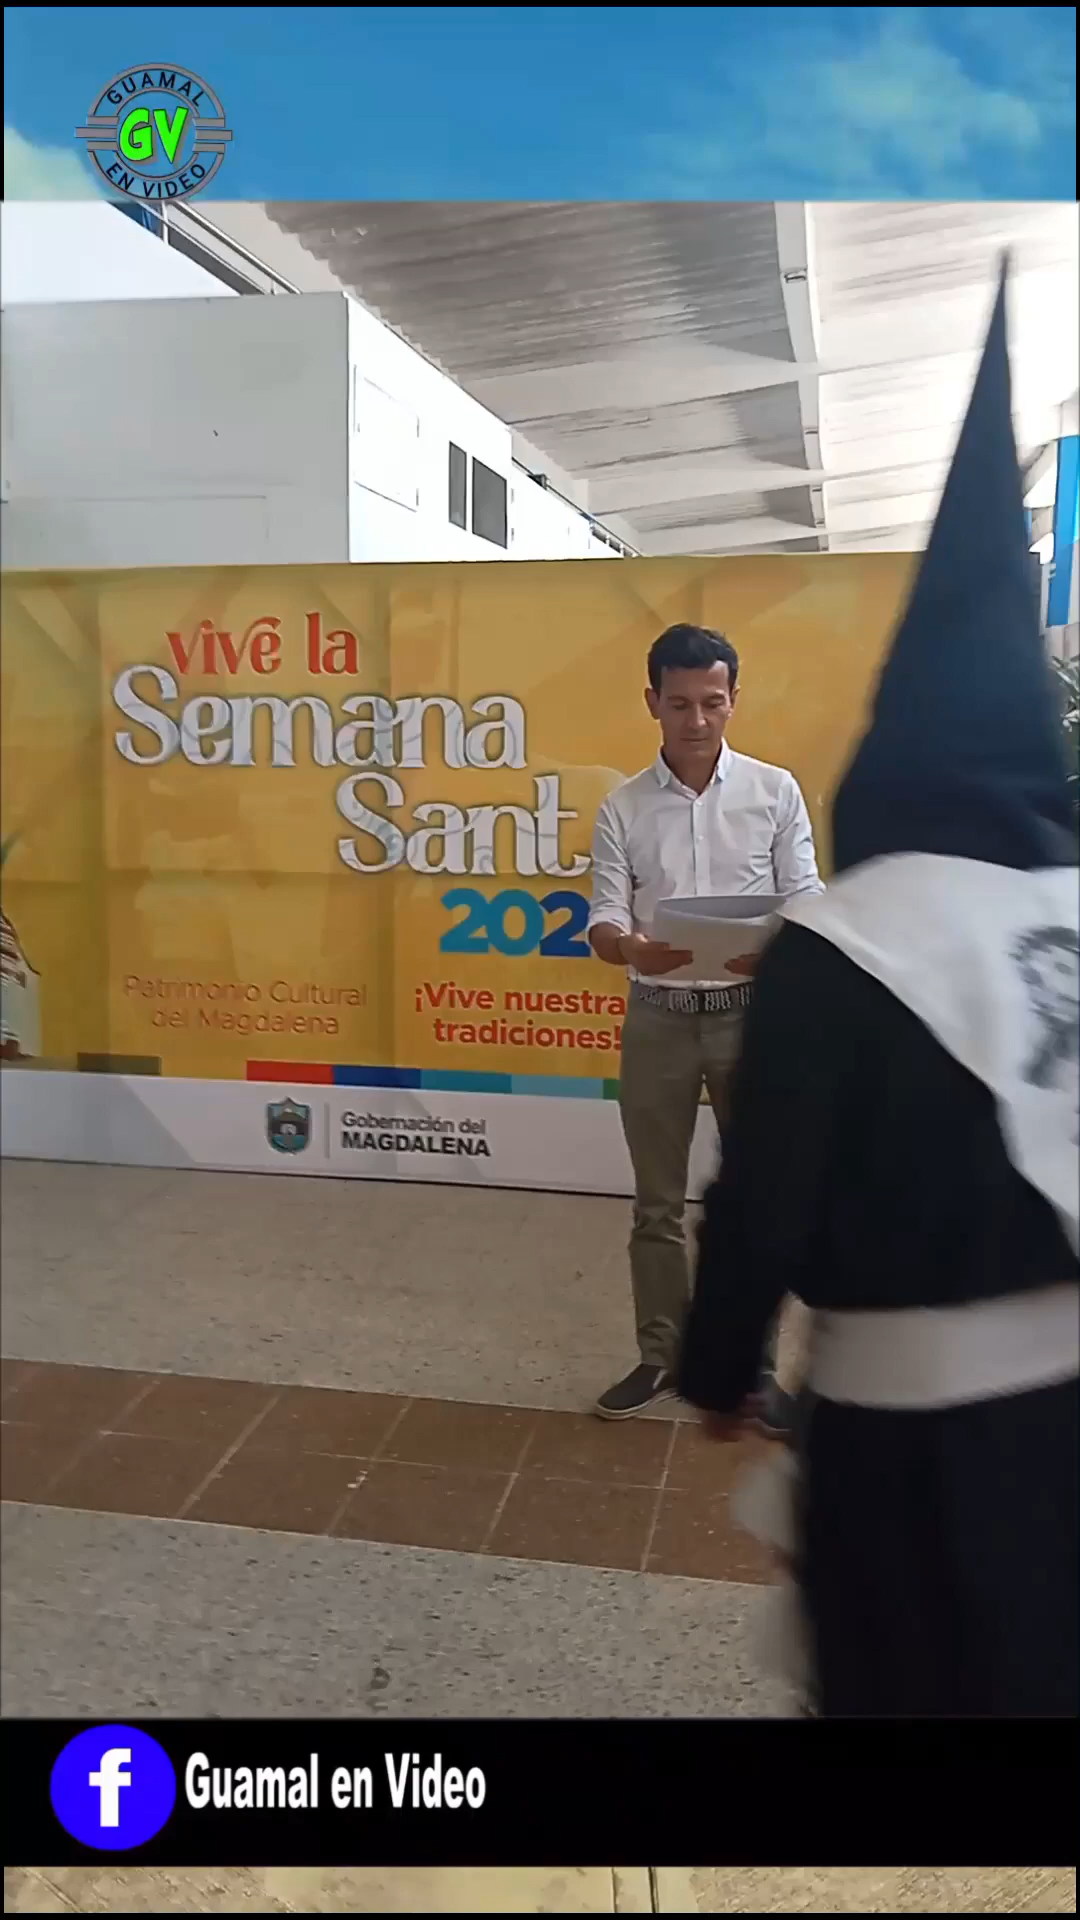 GUAMAL
GV
EN VIDEO
vive la
Semana
Sant
202
Patrimonio Cultural
del Magdalena
¡Vive nuestra
tradiciones!
Gobernación del
MAGDALENA
f
Guamal en Video